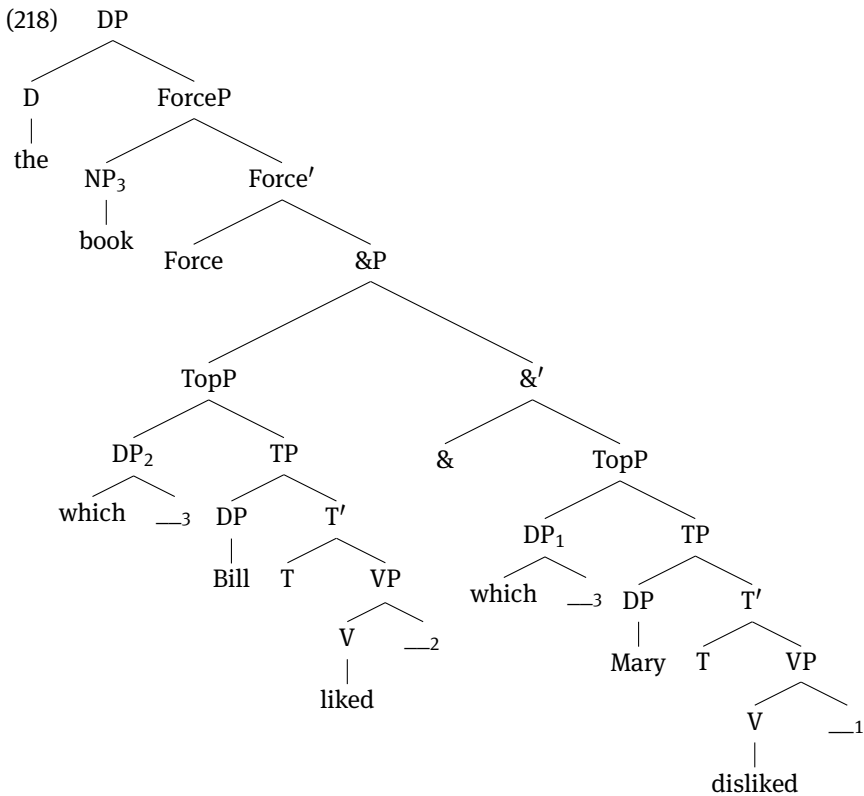 (218) DP
D ForceP
the
NP₃ Force′
book
Force &P
TopP &′
DP₂ TP & TopP
which __₃ DP T′ DP₁ TP
Bill T VP which __₃ DP T′
V __₂ Mary T VP
liked V __₁
disliked